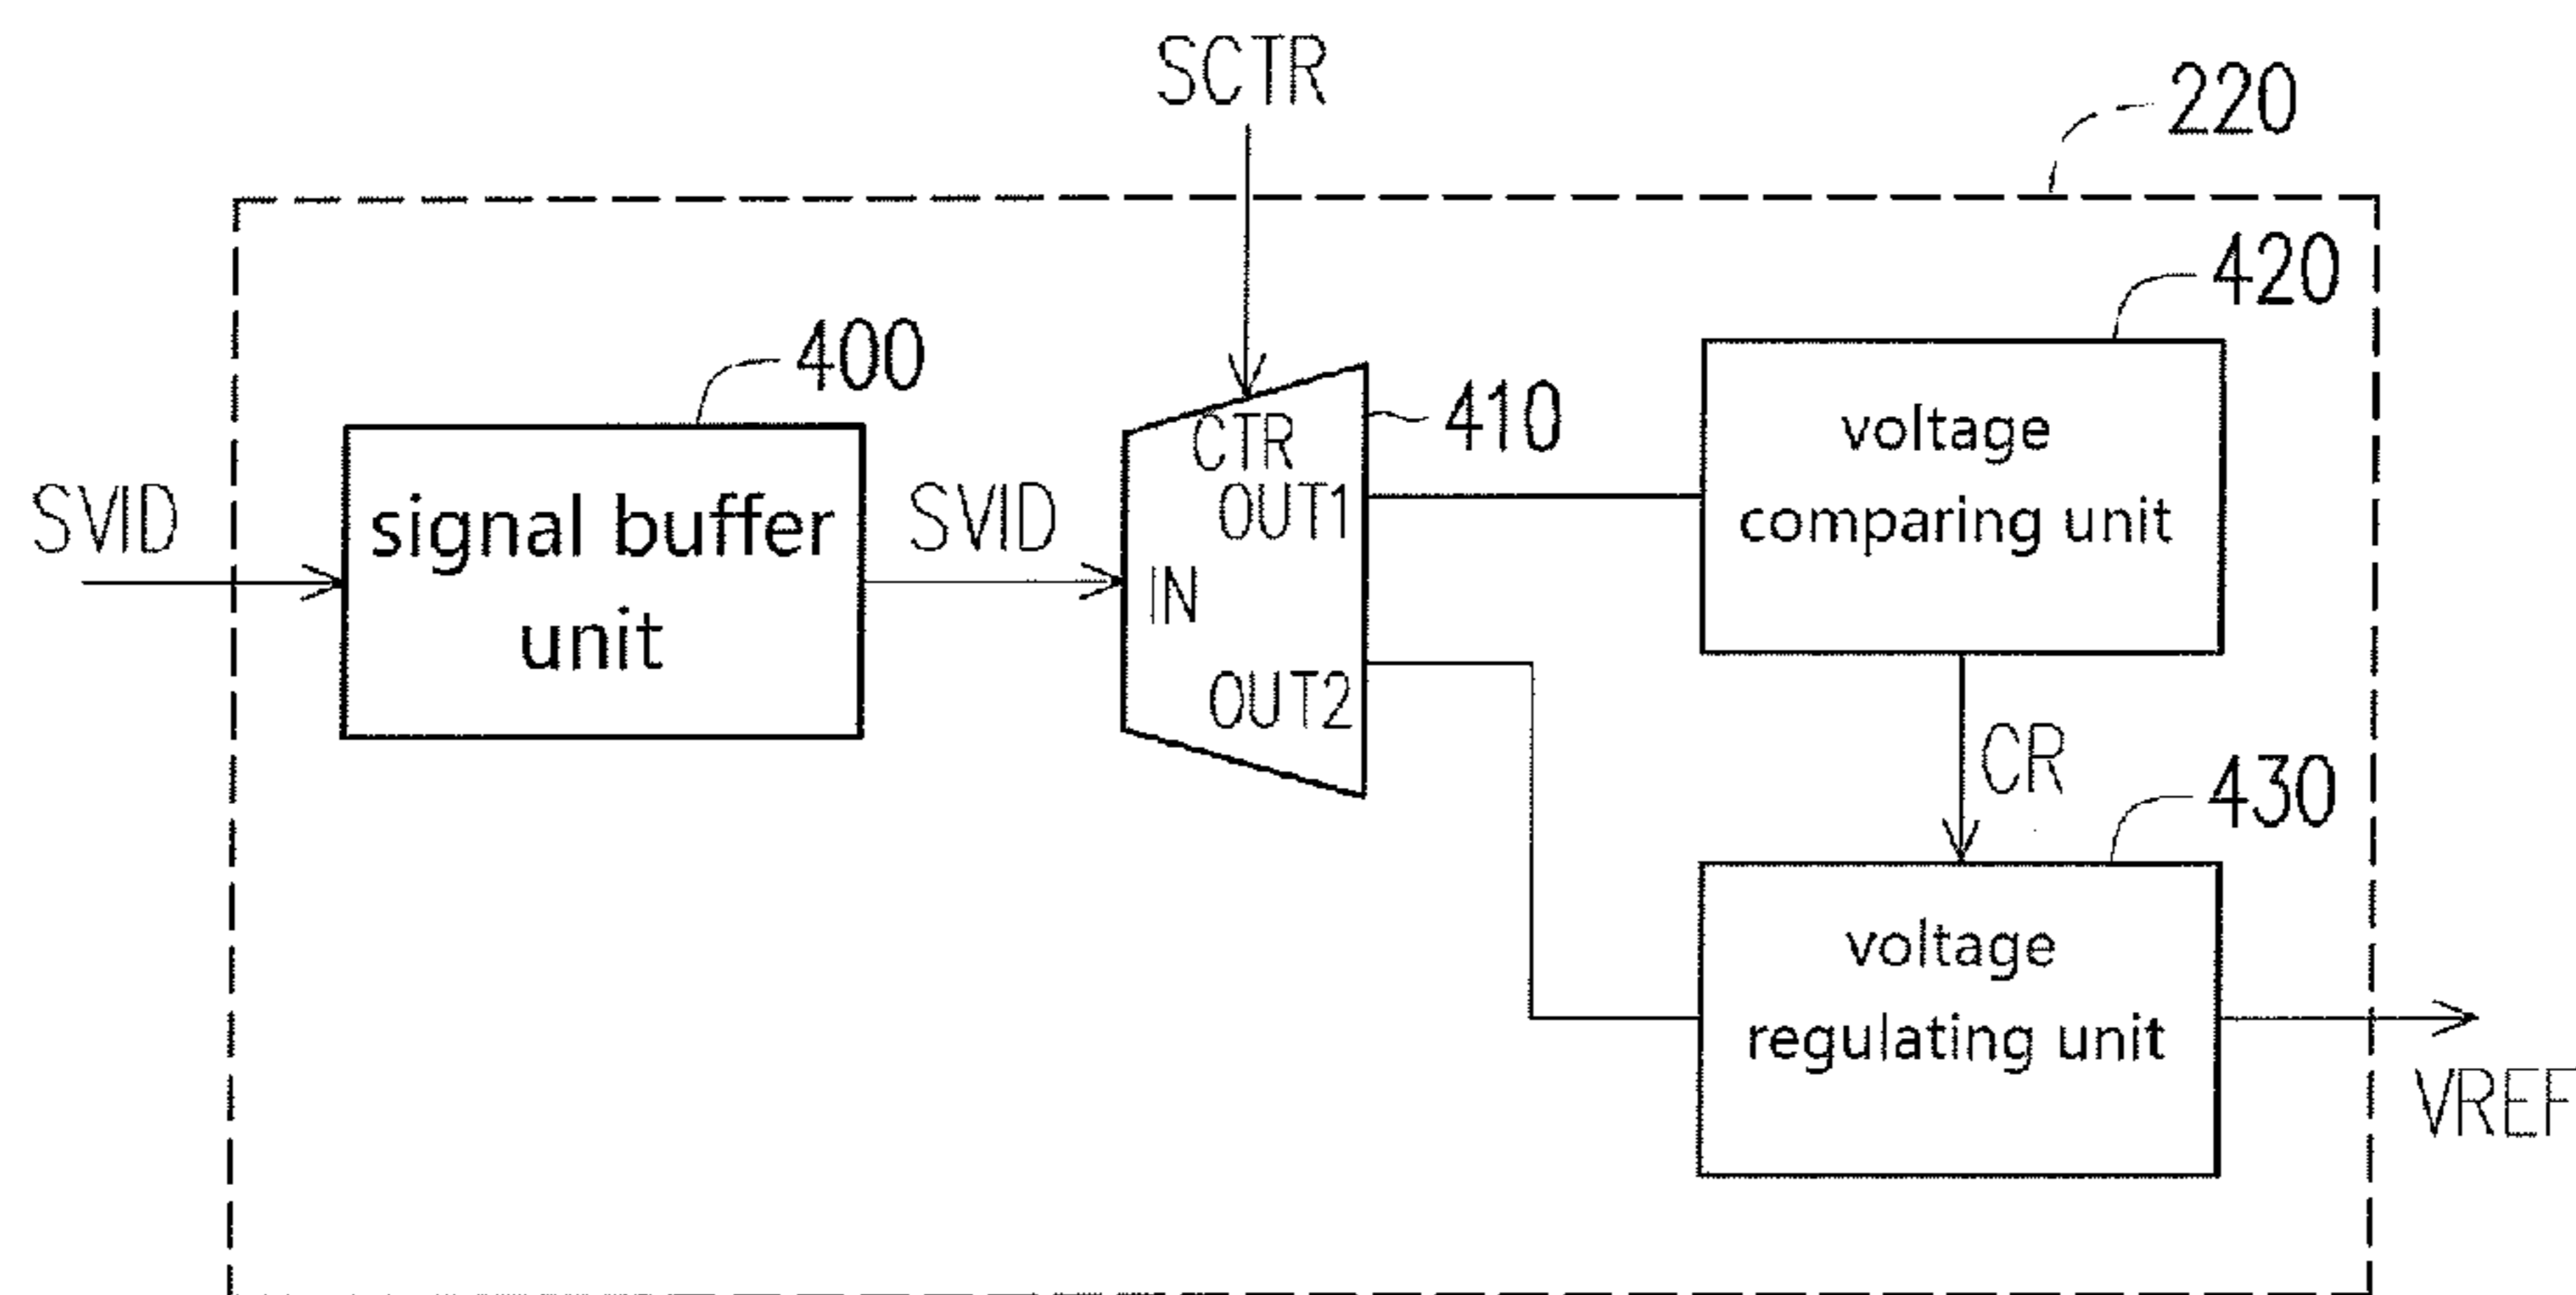 SCTR
220
420
400
410
CTR
voltage
comparing unit
SVID
signal buffer
unit
SVID
OUT1
IN
OUT2
CR
430
voltage
regulating unit
VREF